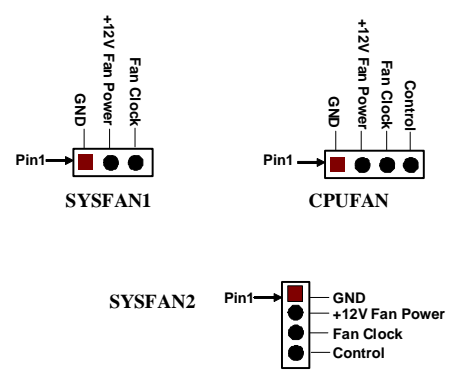 GND
+12V Fan Power
Fan Clock
Pin1
SYSFAN1
GND
+12V Fan Power
Fan Clock
Control
Pin1
CPUFAN
SYSFAN2
Pin1
GND
+12V Fan Power
Fan Clock
Control